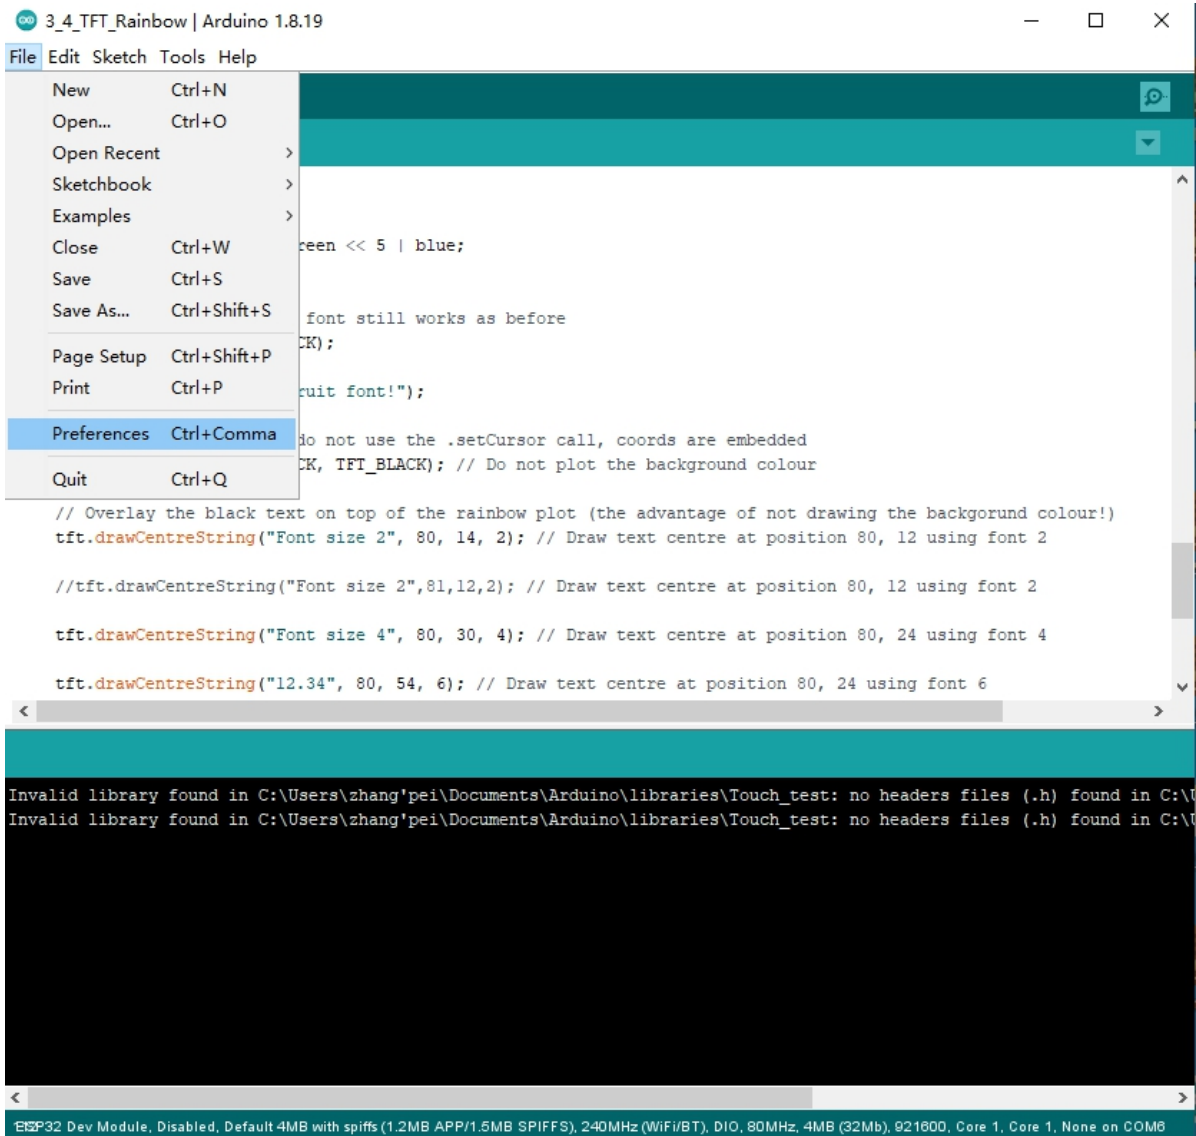 3_4_TFT_Rainbow | Arduino 1.8.19
File Edit Sketch Tools Help
New Ctrl+N
Open... Ctrl+O
Open Recent
Sketchbook
Examples
Close Ctrl+W
Save Ctrl+S
Save As... Ctrl+Shift+S
Page Setup Ctrl+Shift+P
Print Ctrl+P
Preferences Ctrl+Comma
Quit Ctrl+Q
reen << 5 | blue;
font still works as before
CK);
ruit font!");
do not use the .setCursor call, coords are embedded
CK, TFT_BLACK); // Do not plot the background colour
// Overlay the black text on top of the rainbow plot (the advantage of not drawing the backgorund colour!)
tft.drawCentreString("Font size 2", 80, 14, 2); // Draw text centre at position 80, 12 using font 2
//tft.drawCentreString("Font size 2",81,12,2); // Draw text centre at position 80, 12 using font 2
tft.drawCentreString("Font size 4", 80, 30, 4); // Draw text centre at position 80, 24 using font 4
tft.drawCentreString("12.34", 80, 54, 6); // Draw text centre at position 80, 24 using font 6
Invalid library found in C:\Users\zhang'pei\Documents\Arduino\libraries\Touch_test: no headers files (.h) found in C:\U
Invalid library found in C:\Users\zhang'pei\Documents\Arduino\libraries\Touch_test: no headers files (.h) found in C:\U
ESP32 Dev Module, Disabled, Default 4MB with spiffs (1.2MB APP/1.5MB SPIFFS), 240MHz (WiFi/BT), DIO, 80MHz, 4MB (32Mb), 921600, Core 1, Core 1, None on COM6